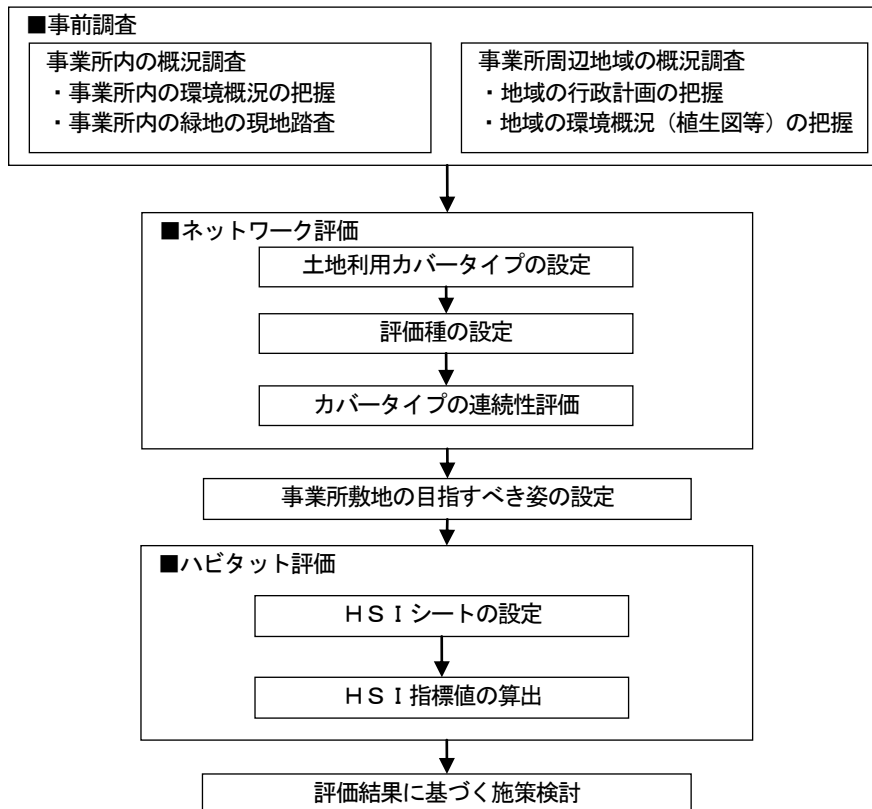 ■事前調査
事業所内の概況調査
・事業所内の環境概況の把握
・事業所内の緑地の現地踏査
事業所周辺地域の概況調査
・地域の行政計画の把握
・地域の環境概況（植生図等）の把握
■ネットワーク評価
土地利用カバータイプの設定
評価種の設定
カバータイプの連続性評価
事業所敷地の目指すべき姿の設定
■ハビタット評価
ＨＳＩシートの設定
ＨＳＩ指標値の算出
評価結果に基づく施策検討